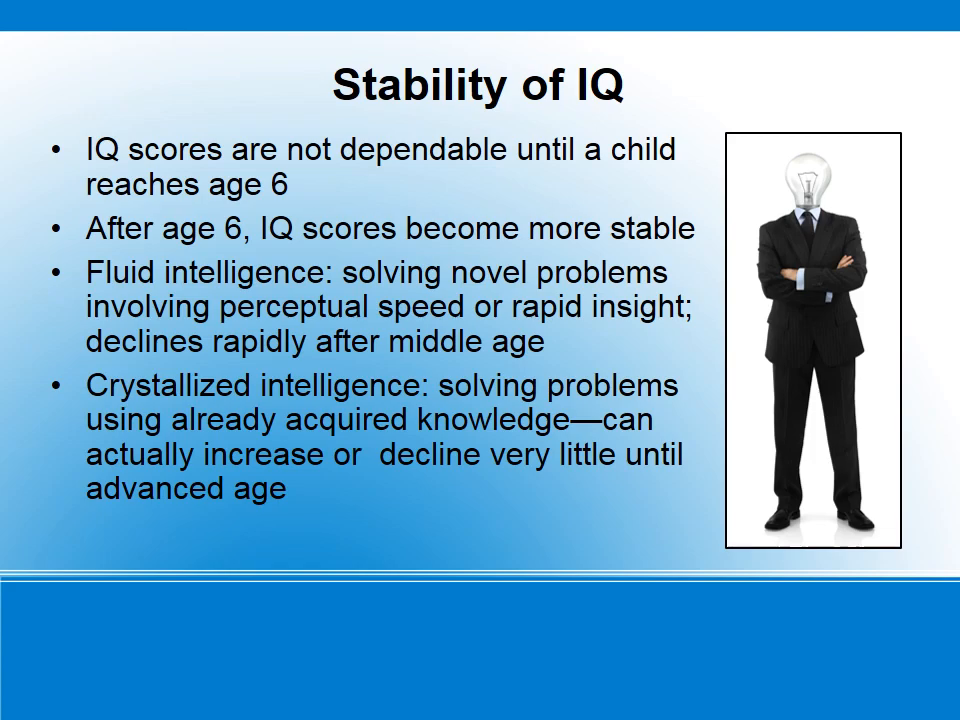 Stability of IQ
• IQ scores are not dependable until a child
reaches age 6
• After age 6, IQ scores become more stable
• Fluid intelligence: solving novel problems
involving perceptual speed or rapid insight;
declines rapidly after middle age
• Crystallized intelligence: solving problems
using already acquired knowledge—can
actually increase or  decline very little until
advanced age